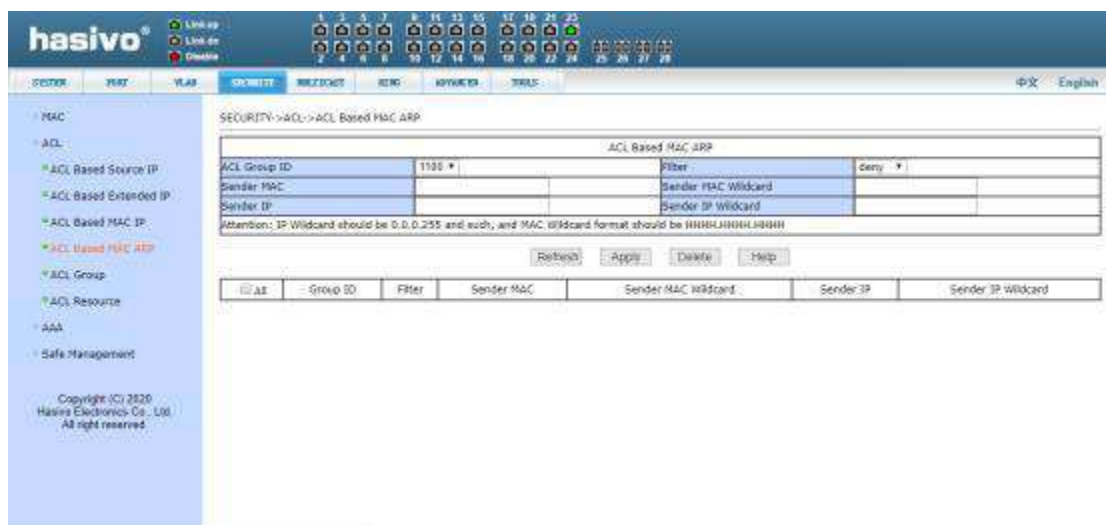 hasivo®
Link up
Link dn
Disable
1 3 5 7 9 11 13 15 17 19 21 23
2 4 6 8 10 12 14 16 18 20 22 24 25 26 27 28
SYSTEM PORT VLAN SECURITY MULTICAST RING ADVANCED TOOLS 中文 English
MAC
ACL
ACL Based Source IP
ACL Based Extended IP
ACL Based MAC IP
ACL Based MAC ARP
ACL Group
ACL Resource
AAA
Safe Management
Copyright (C) 2020
Hasivo Electronics Co., Ltd.
All right reserved
SECURITY->ACL->ACL Based MAC ARP
ACL Based MAC ARP
ACL Group ID 1100 Filter deny
Sender MAC Sender MAC Wildcard
Sender IP Sender IP Wildcard
Attention: IP Wildcard should be 0.0.0.255 and such, and MAC Wildcard format should be HHHH.HHHH.HHHH
Refresh Apply Delete Help
All Group ID Filter Sender MAC Sender MAC Wildcard Sender IP Sender IP Wildcard